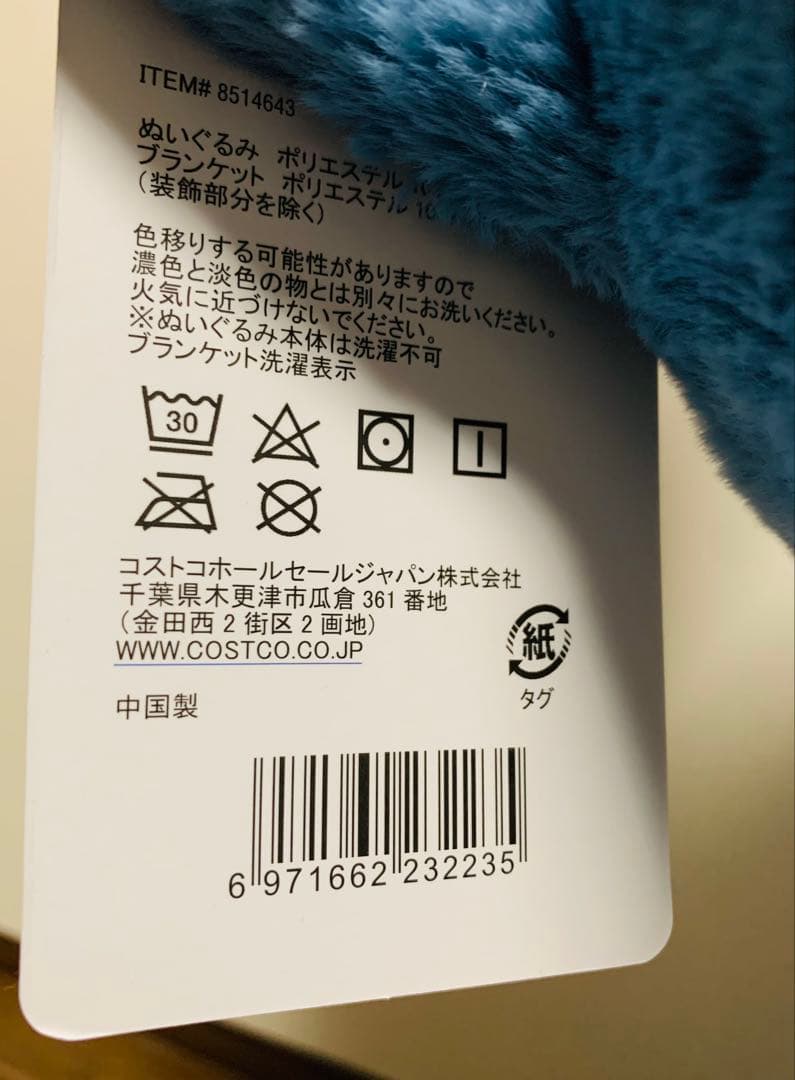 ITEM# 8514643
ぬいぐるみ ポリエステル
ブランケット ポリエステル
(装飾部分を除く)
色移りする可能性がありますので
濃色と淡色の物とは別々にお洗いください。
火気に近づけないでください。
※ぬいぐるみ本体は洗濯不可
ブランケット洗濯表示
30
コストコホールセールジャパン株式会社
千葉県木更津市瓜倉 361 番地
(金田西 2 街区 2 画地)
WWW.COSTCO.CO.JP
紙
タグ
中国製
6 971662 232235